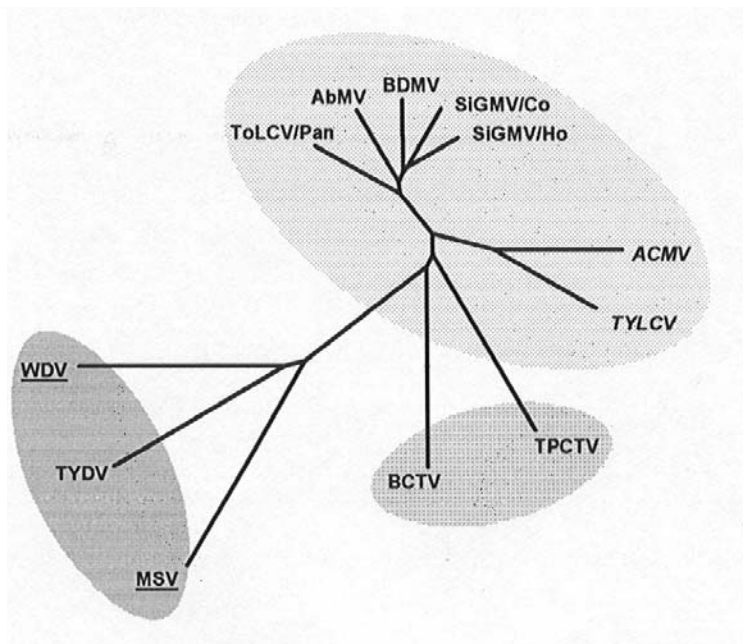 BDMV
AbMV
SiGMV/Co
ToLCV/Pan
SiGMV/Ho
ACMV
TYLCV
WDV
TPCTV
TYDV
BCTV
MSV